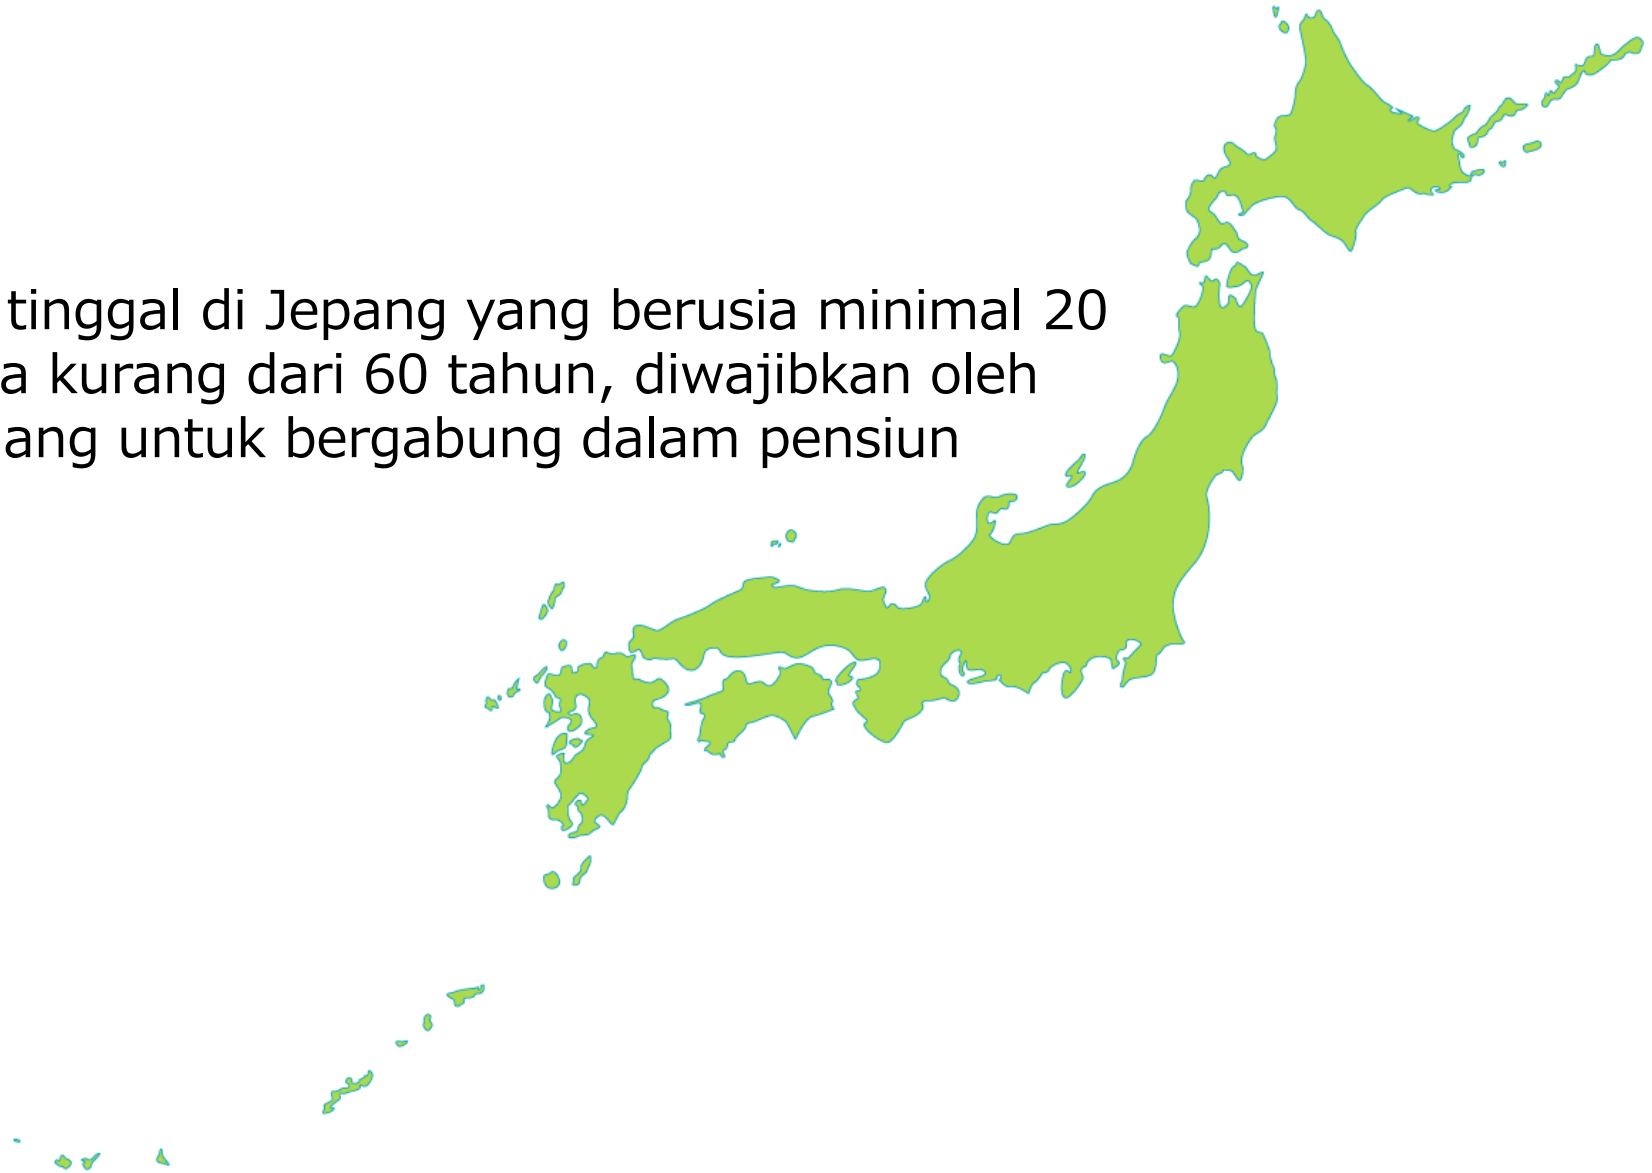 tinggal di Jepang yang berusia minimal 20
a kurang dari 60 tahun, diwajibkan oleh
ang untuk bergabung dalam pensiun